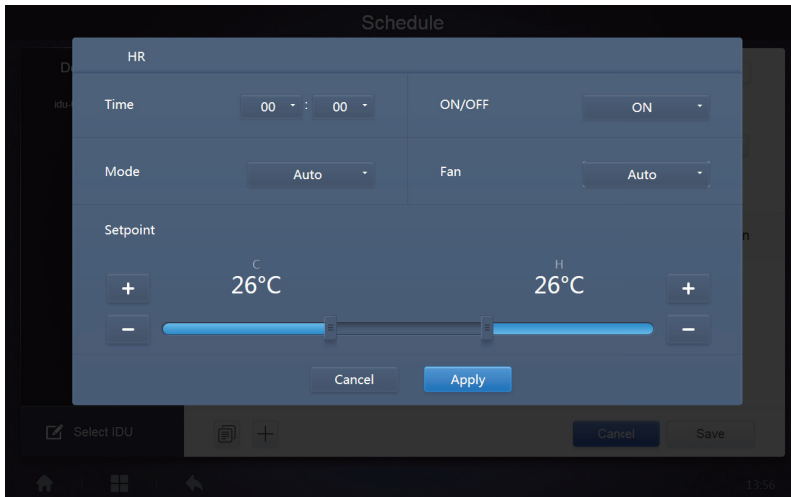 Schedule
HR
Time 00 : 00 ON/OFF ON
idu-
Mode Auto Fan Auto
Setpoint
C H
+ 26°C 26°C +
− −
Cancel Apply
Select IDU + Cancel Save
13:56